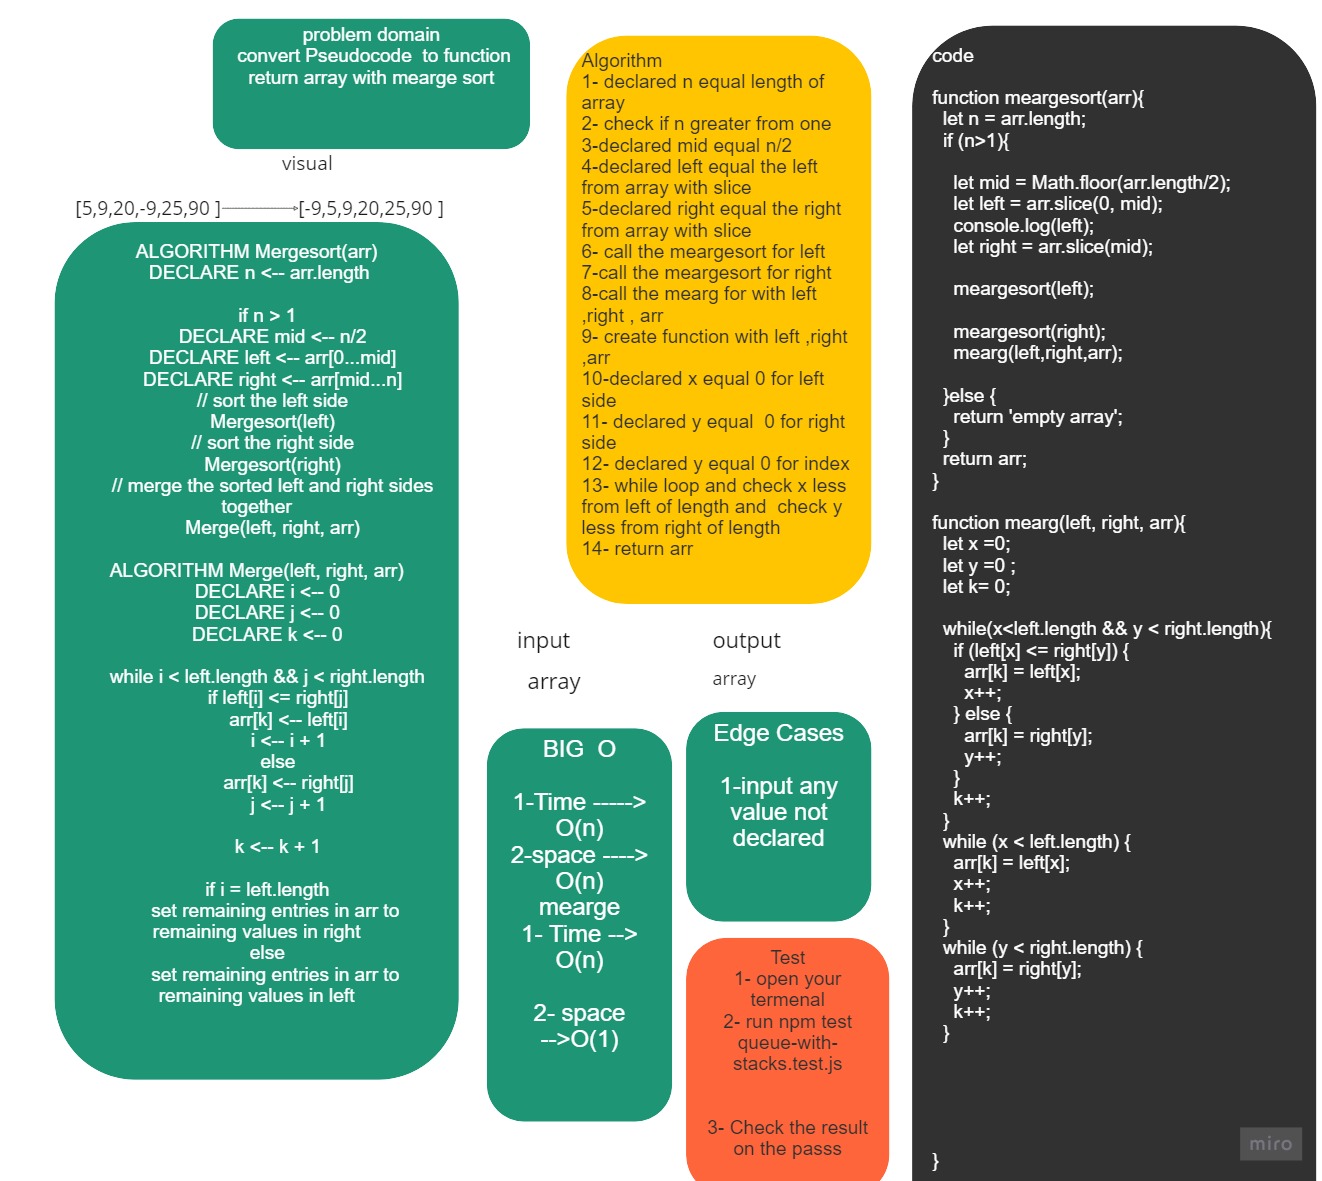 problem domain
convert Pseudocode  to function
return array with mearge sort
visual
[5,9,20,-9,25,90 ] [-9,5,9,20,25,90 ]
ALGORITHM Mergesort(arr)
DECLARE n <-- arr.length
if n > 1
DECLARE mid <-- n/2
DECLARE left <-- arr[0...mid]
DECLARE right <-- arr[mid...n]
// sort the left side
Mergesort(left)
// sort the right side
Mergesort(right)
// merge the sorted left and right sides
together
Merge(left, right, arr)
ALGORITHM Merge(left, right, arr)
DECLARE i <-- 0
DECLARE j <-- 0
DECLARE k <-- 0
while i < left.length && j < right.length
if left[i] <= right[j]
arr[k] <-- left[i]
i <-- i + 1
else
arr[k] <-- right[j]
j <-- j + 1
k <-- k + 1
if i = left.length
set remaining entries in arr to
remaining values in right
else
set remaining entries in arr to
remaining values in left
Algorithm
1- declared n equal length of
array
2- check if n greater from one
3-declared mid equal n/2
4-declared left equal the left
from array with slice
5-declared right equal the right
from array with slice
6- call the meargesort for left
7-call the meargesort for right
8-call the mearg for with left
,right , arr
9- create function with left ,right
,arr
10-declared x equal 0 for left
side
11- declared y equal  0 for right
side
12- declared y equal 0 for index
13- while loop and check x less
from left of length and  check y
less from right of length
14- return arr
input
array
output
array
BIG  O
1-Time ----->
O(n)
2-space ---->
O(n)
mearge
1- Time -->
O(n)
2- space
-->O(1)
Edge Cases
1-input any
value not
declared
Test
1- open your
termenal
2- run npm test
queue-with-
stacks.test.js
3- Check the result
on the passs
code
function meargesort(arr){
let n = arr.length;
if (n>1){
let mid = Math.floor(arr.length/2);
let left = arr.slice(0, mid);
console.log(left);
let right = arr.slice(mid);
meargesort(left);
meargesort(right);
mearg(left,right,arr);
}else {
return 'empty array';
}
return arr;
}
function mearg(left, right, arr){
let x =0;
let y =0 ;
let k= 0;
while(x<left.length && y < right.length){
if (left[x] <= right[y]) {
arr[k] = left[x];
x++;
} else {
arr[k] = right[y];
y++;
}
k++;
}
while (x < left.length) {
arr[k] = left[x];
x++;
k++;
}
while (y < right.length) {
arr[k] = right[y];
y++;
k++;
}
}
miro